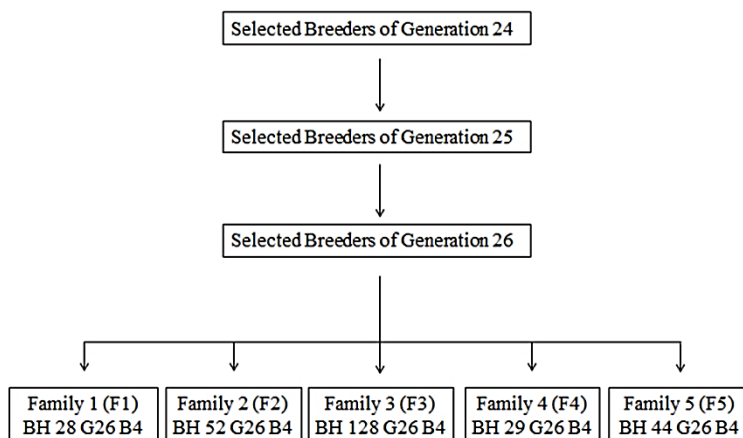 Selected Breeders of Generation 24
Selected Breeders of Generation 25
Selected Breeders of Generation 26
Family 1 (F1)
BH 28 G26 B4
Family 2 (F2)
BH 52 G26 B4
Family 3 (F3)
BH 128 G26 B4
Family 4 (F4)
BH 29 G26 B4
Family 5 (F5)
BH 44 G26 B4